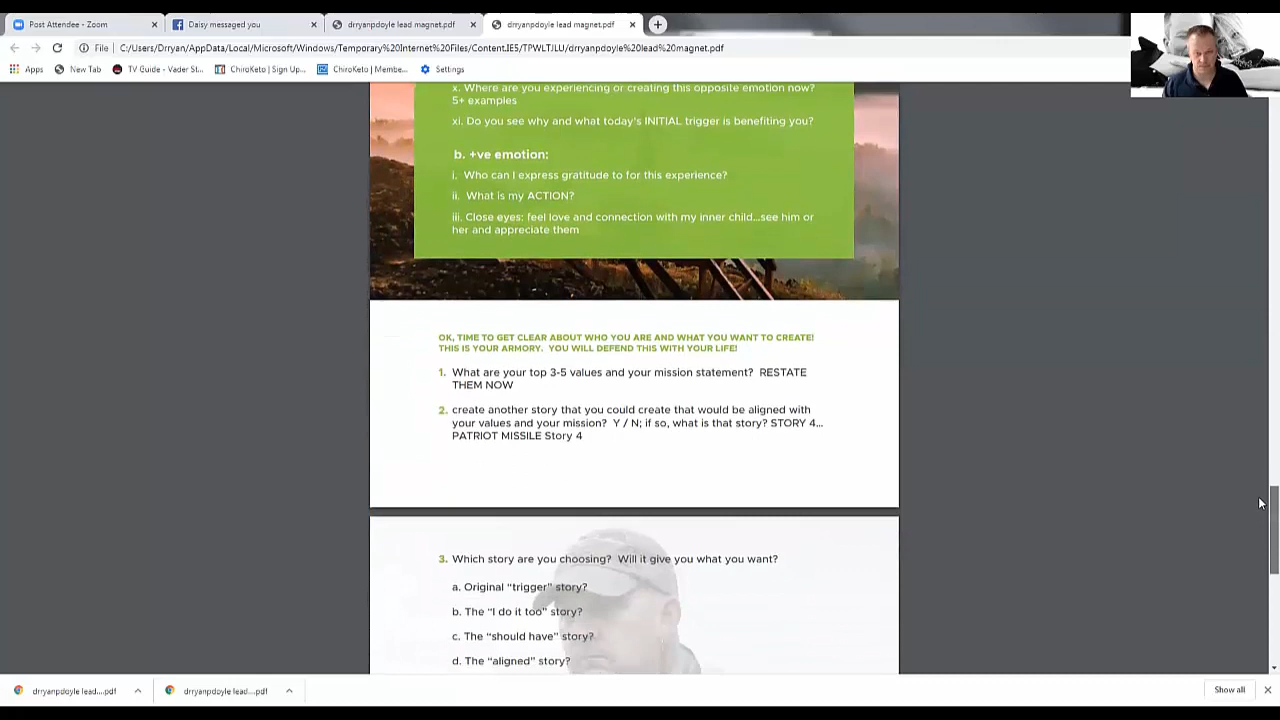 Post Attendee - Zoom
Daisy messaged you
drryanpdoyle lead magnet.pdf
drryanpdoyle lead magnet.pdf
File
C:/Users/Drryan/AppData/Local/Microsoft/Windows/Temporary%20Internet%20Files/Content.IE5/TPWLTJLU/drryanpdoyle%20lead%20magnet.pdf
Apps
New Tab
TV Guide - Vader St...
ChiroKeto | Sign Up...
ChiroKeto | Membe...
Settings
x. Where are you experiencing or creating this opposite emotion now?
5+ examples
xi. Do you see why and what today's INITIAL trigger is benefiting you?
b. +ve emotion:
i. Who can I express gratitude to for this experience?
ii. What is my ACTION?
iii. Close eyes: feel love and connection with my inner child...see him or
her and appreciate them
OK, TIME TO GET CLEAR ABOUT WHO YOU ARE AND WHAT YOU WANT TO CREATE!
THIS IS YOUR ARMORY. YOU WILL DEFEND THIS WITH YOUR LIFE!
1. What are your top 3-5 values and your mission statement? RESTATE
THEM NOW
2. create another story that you could create that would be aligned with
your values and your mission? Y / N; if so, what is that story? STORY 4...
PATRIOT MISSILE Story 4
3. Which story are you choosing? Will it give you what you want?
a. Original "trigger" story?
b. The "I do it too" story?
c. The "should have" story?
d. The "aligned" story?
drryanpdoyle lead....pdf
drryanpdoyle lead....pdf
Show all